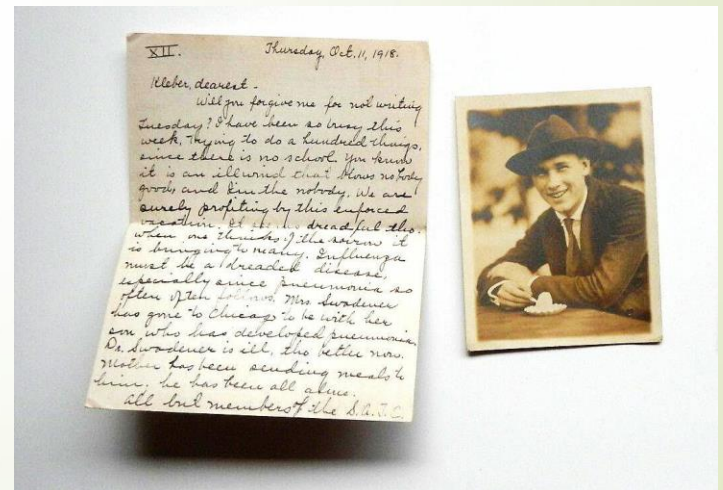 XII. Thursday, Oct. 11, 1918.
Kleber, dearest -
Will you forgive me for not writing
Tuesday? I have been so busy this
week, trying to do a hundred things,
since there is no school. You know
it is an ill wind that blows nobody
good, and I'm the nobody. We are
surely profiting by this enforced
vacation. It seems dreadful tho.
when one thinks of the sorrow it
is bringing to many. Influenza
must be a dreaded disease,
especially since pneumonia so
often often follows. Mrs Swodener
has gone to Chicago to be with her
son who has developed pneumonia.
Dr. Swodener is ill, tho better now.
Mother has been sending meals to
him; he has been all alone.
All but members of the S.A.T.C.